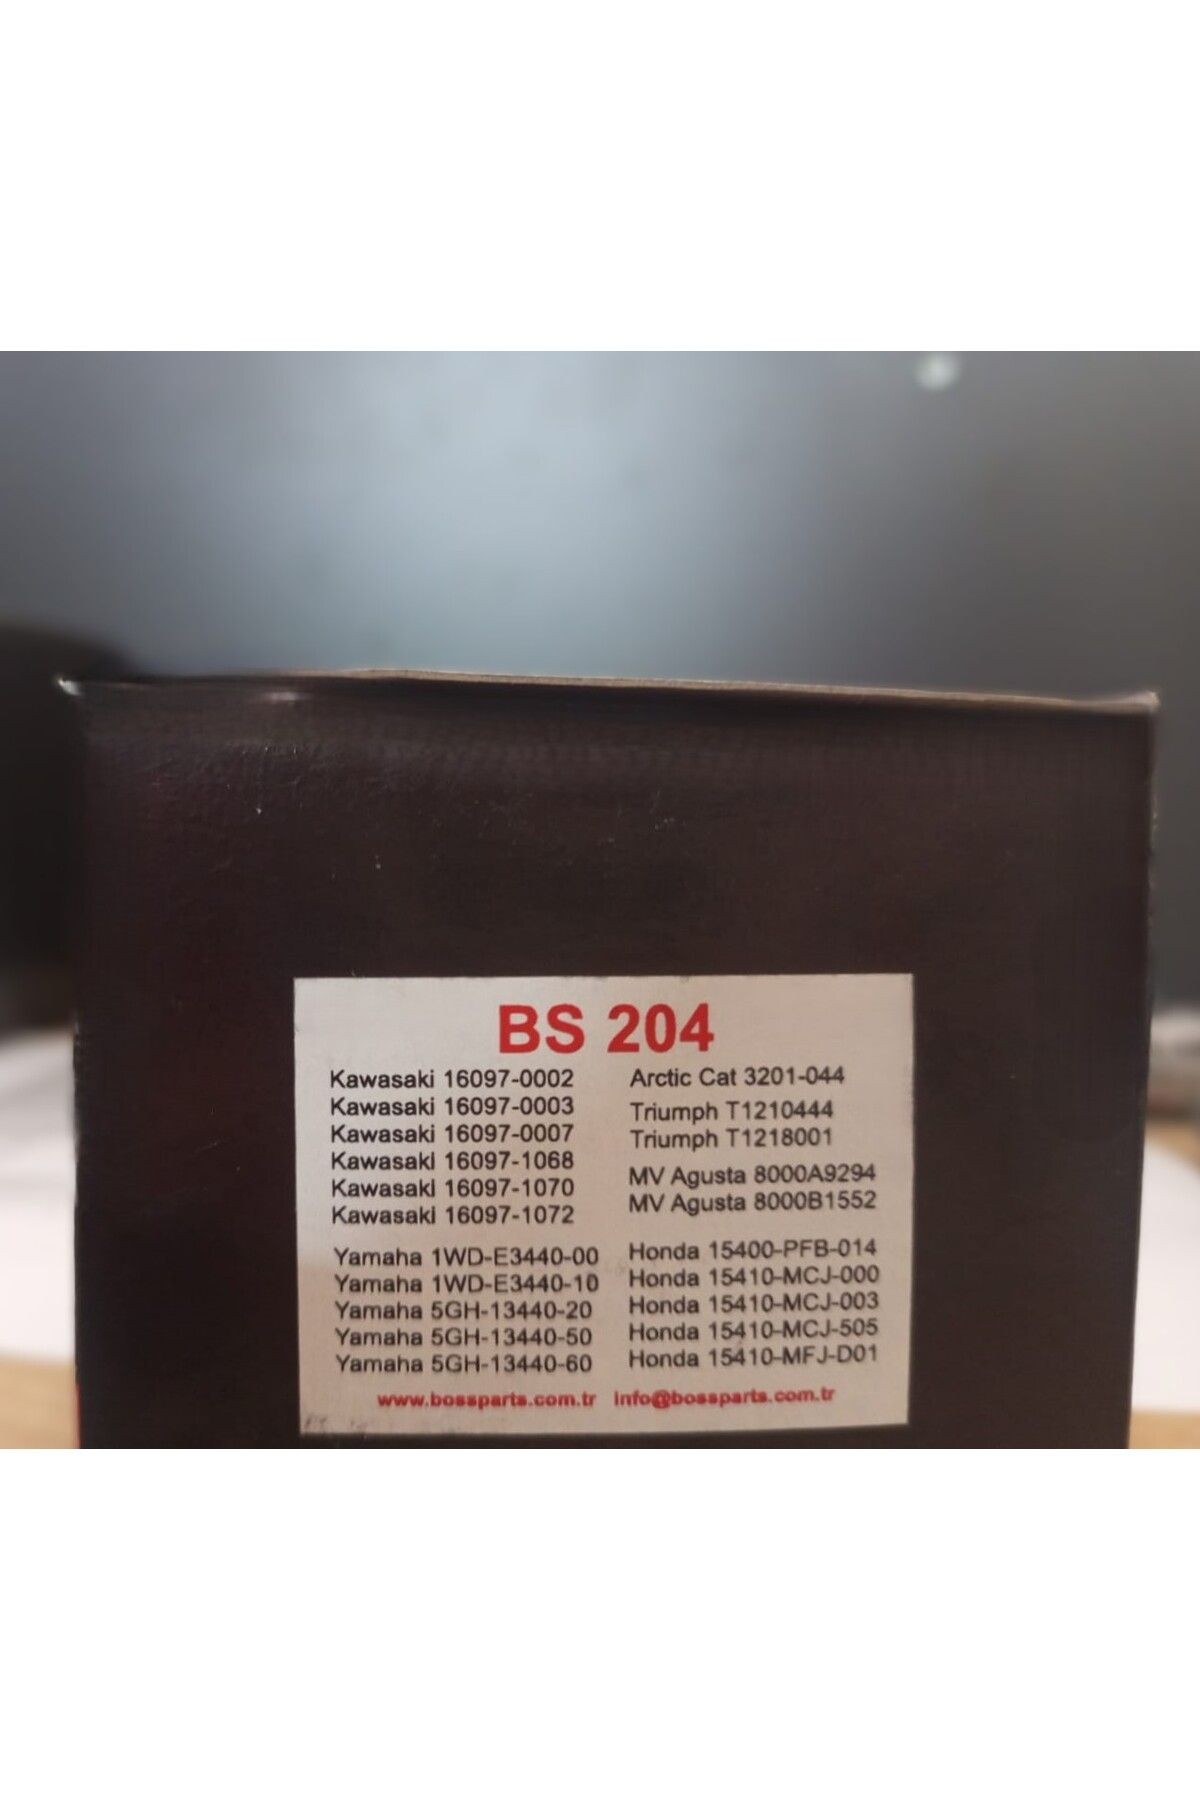 BS 204
Kawasaki 16097-0002
Kawasaki 16097-0003
Kawasaki 16097-0007
Kawasaki 16097-1068
Kawasaki 16097-1070
Kawasaki 16097-1072
Yamaha 1WD-E3440-00
Yamaha 1WD-E3440-10
Yamaha 5GH-13440-20
Yamaha 5GH-13440-50
Yamaha 5GH-13440-60
Arctic Cat 3201-044
Triumph T1210444
Triumph T1218001
MV Agusta 8000A9294
MV Agusta 8000B1552
Honda 15400-PFB-014
Honda 15410-MCJ-000
Honda 15410-MCJ-003
Honda 15410-MCJ-505
Honda 15410-MFJ-D01
www.bossparts.com.tr info@bossparts.com.tr